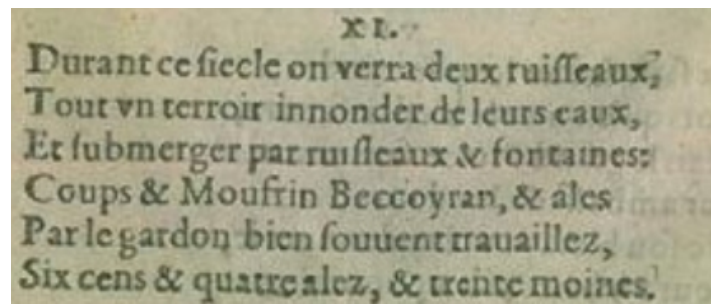 XI.
Durant ce ſiecle on verra deux ruiſſeaux,
Tout vn terroir innonder de leurs eaux,
Et ſubmerger par ruiſſeaux & fontaines:
Coups & Moufrin Beccoyran, & ales
Par le gardon bien ſouuent trauaillez,
Six cens & quatre alez, & trente moines.